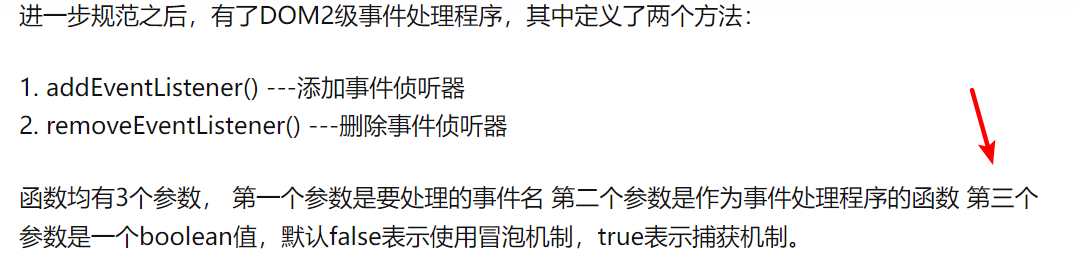 进一步规范之后，有了DOM2级事件处理程序，其中定义了两个方法：
1. addEventListener() ---添加事件侦听器
2. removeEventListener() ---删除事件侦听器
函数均有3个参数， 第一个参数是要处理的事件名 第二个参数是作为事件处理程序的函数 第三个
参数是一个boolean值，默认false表示使用冒泡机制，true表示捕获机制。